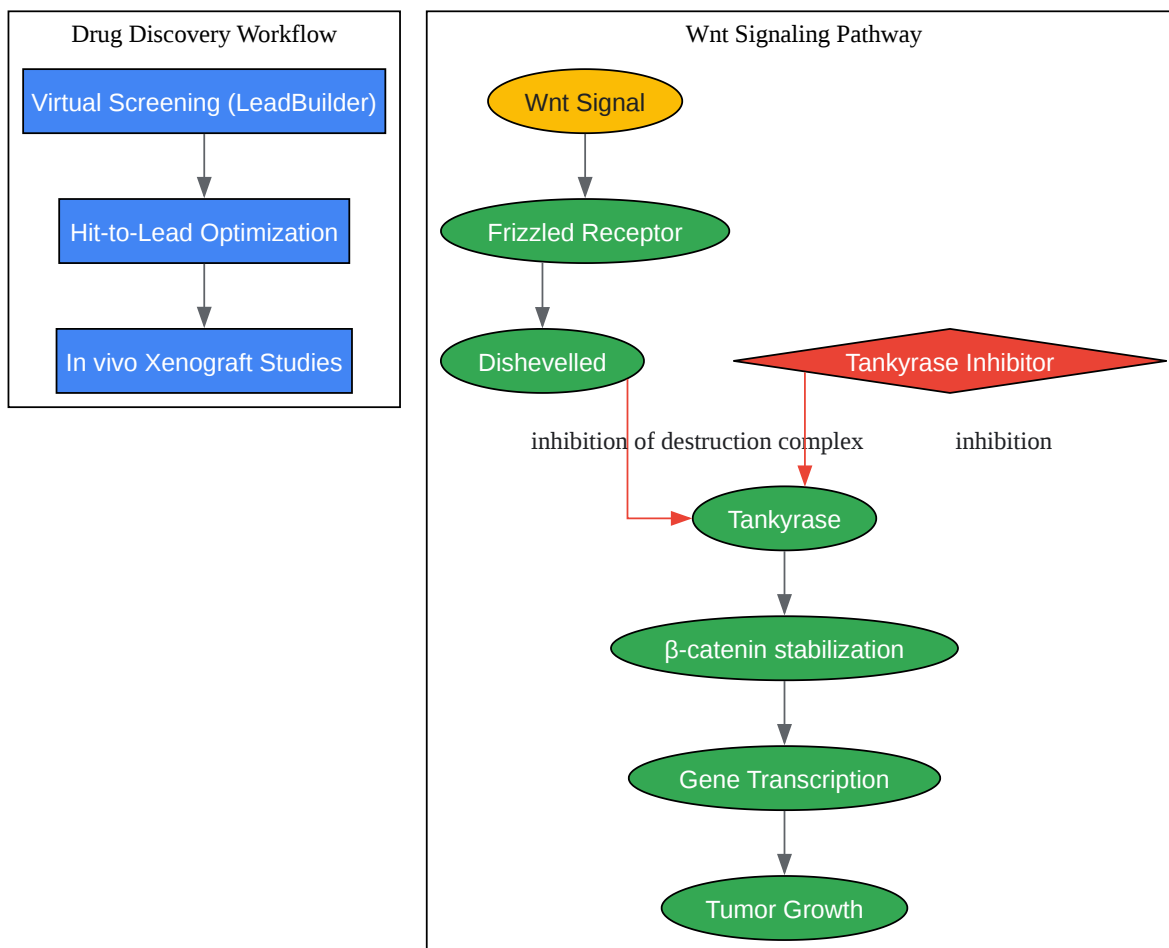 Drug Discovery Workflow
Virtual Screening (LeadBuilder)
Hit-to-Lead Optimization
In vivo Xenograft Studies
Wnt Signaling Pathway
Wnt Signal
Frizzled Receptor
Dishevelled
Tankyrase Inhibitor
inhibition of destruction complex
inhibition
Tankyrase
β-catenin stabilization
Gene Transcription
Tumor Growth